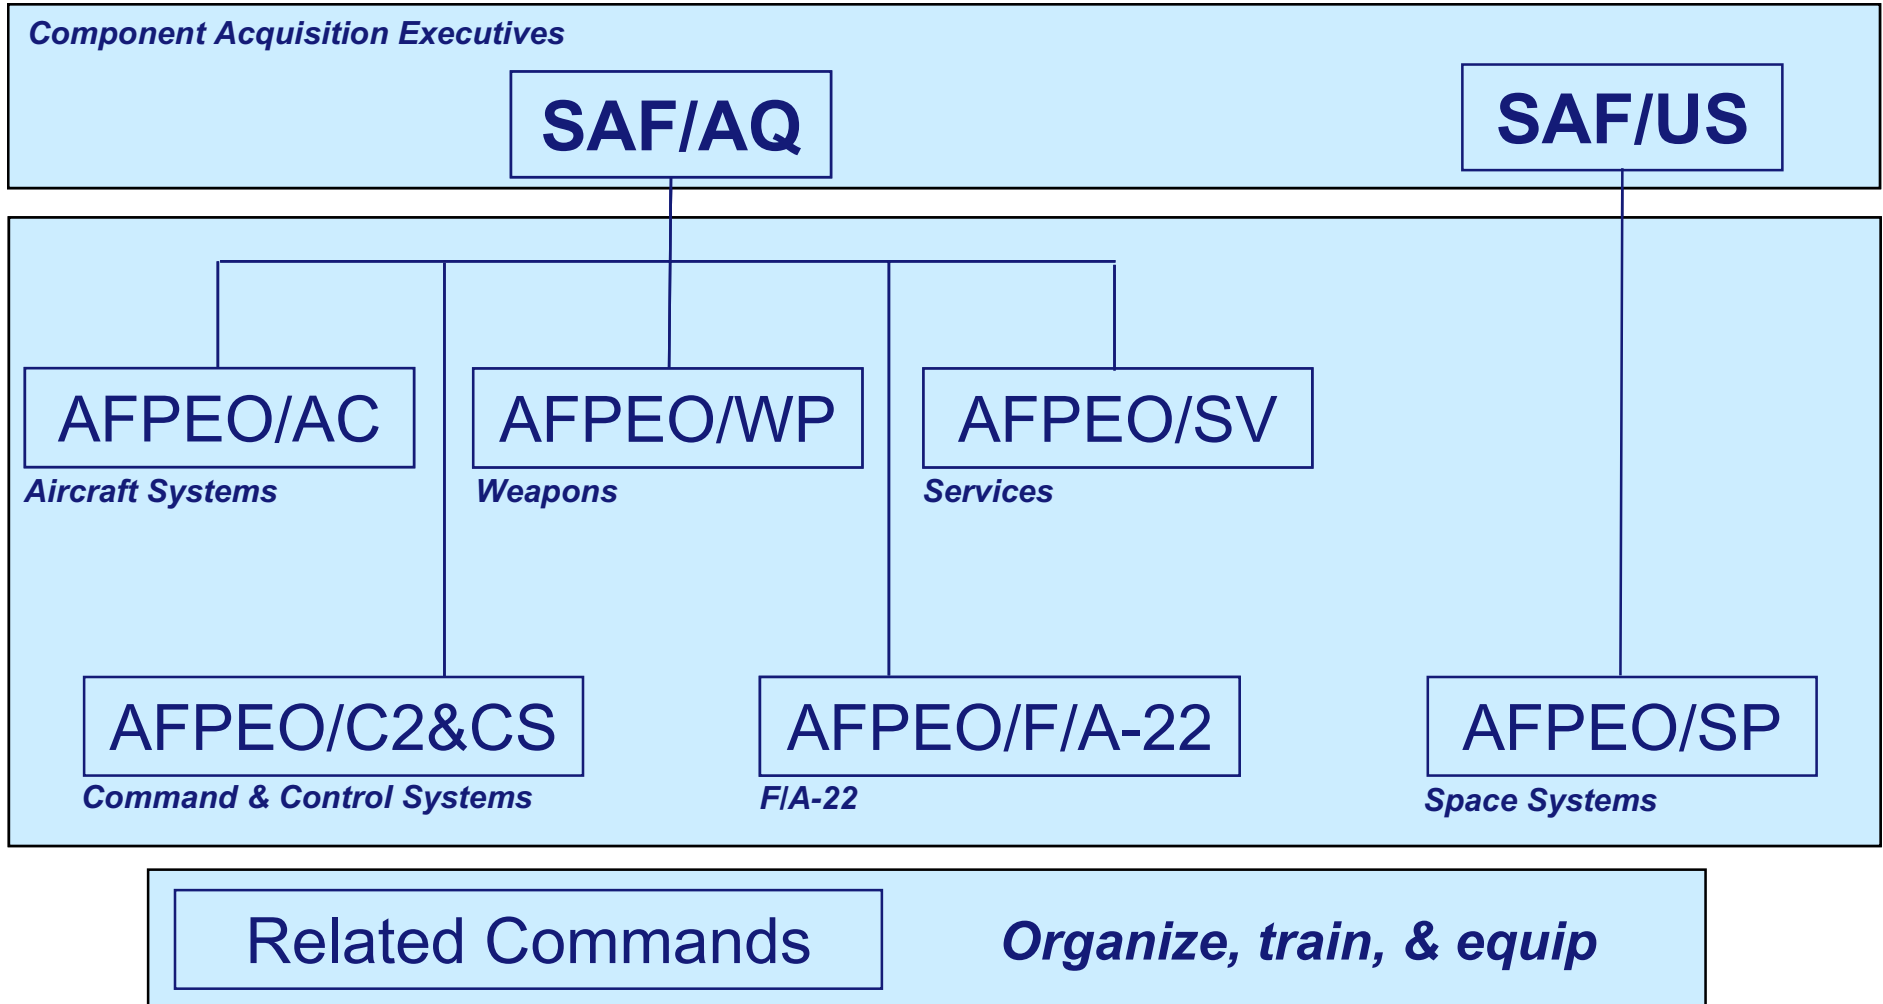 Component Acquisition Executives
SAF/AQ
SAF/US
AFPEO/AC
AFPEO/WP
AFPEO/SV
Aircraft Systems
Weapons
Services
AFPEO/C2&CS
AFPEO/F/A-22
AFPEO/SP
Command & Control Systems
F/A-22
Space Systems
Related Commands
Organize, train, & equip